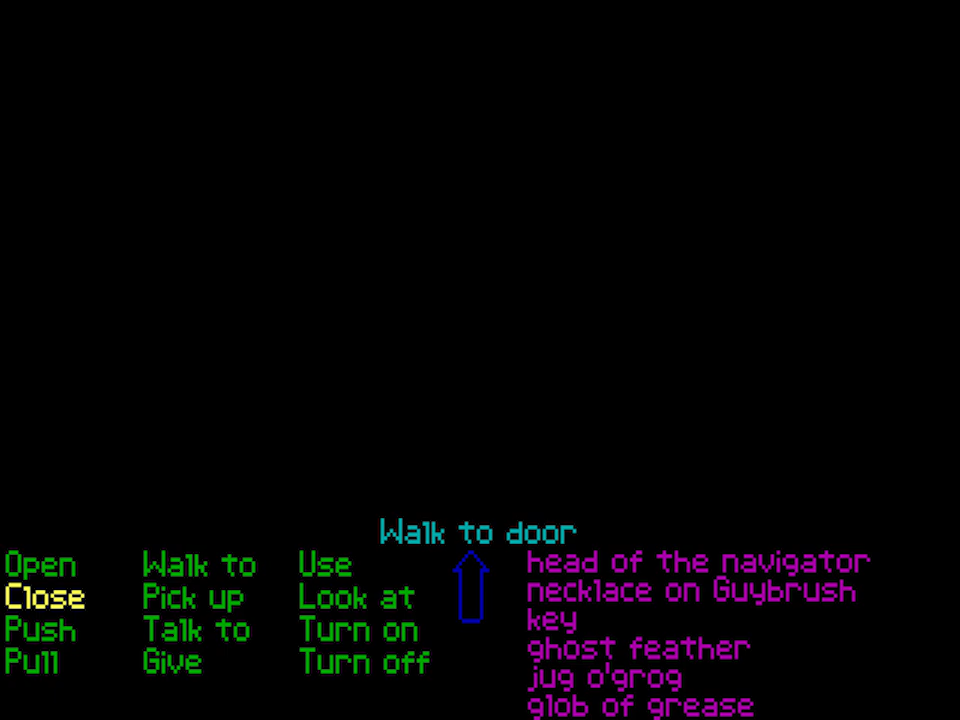 Walk to door
Open Walk to Use
Close Pick up Look at
Push Talk to Turn on
Pull Give Turn off
head of the navigator
necklace on Guybrush
key
ghost feather
jug o'grog
glob of grease